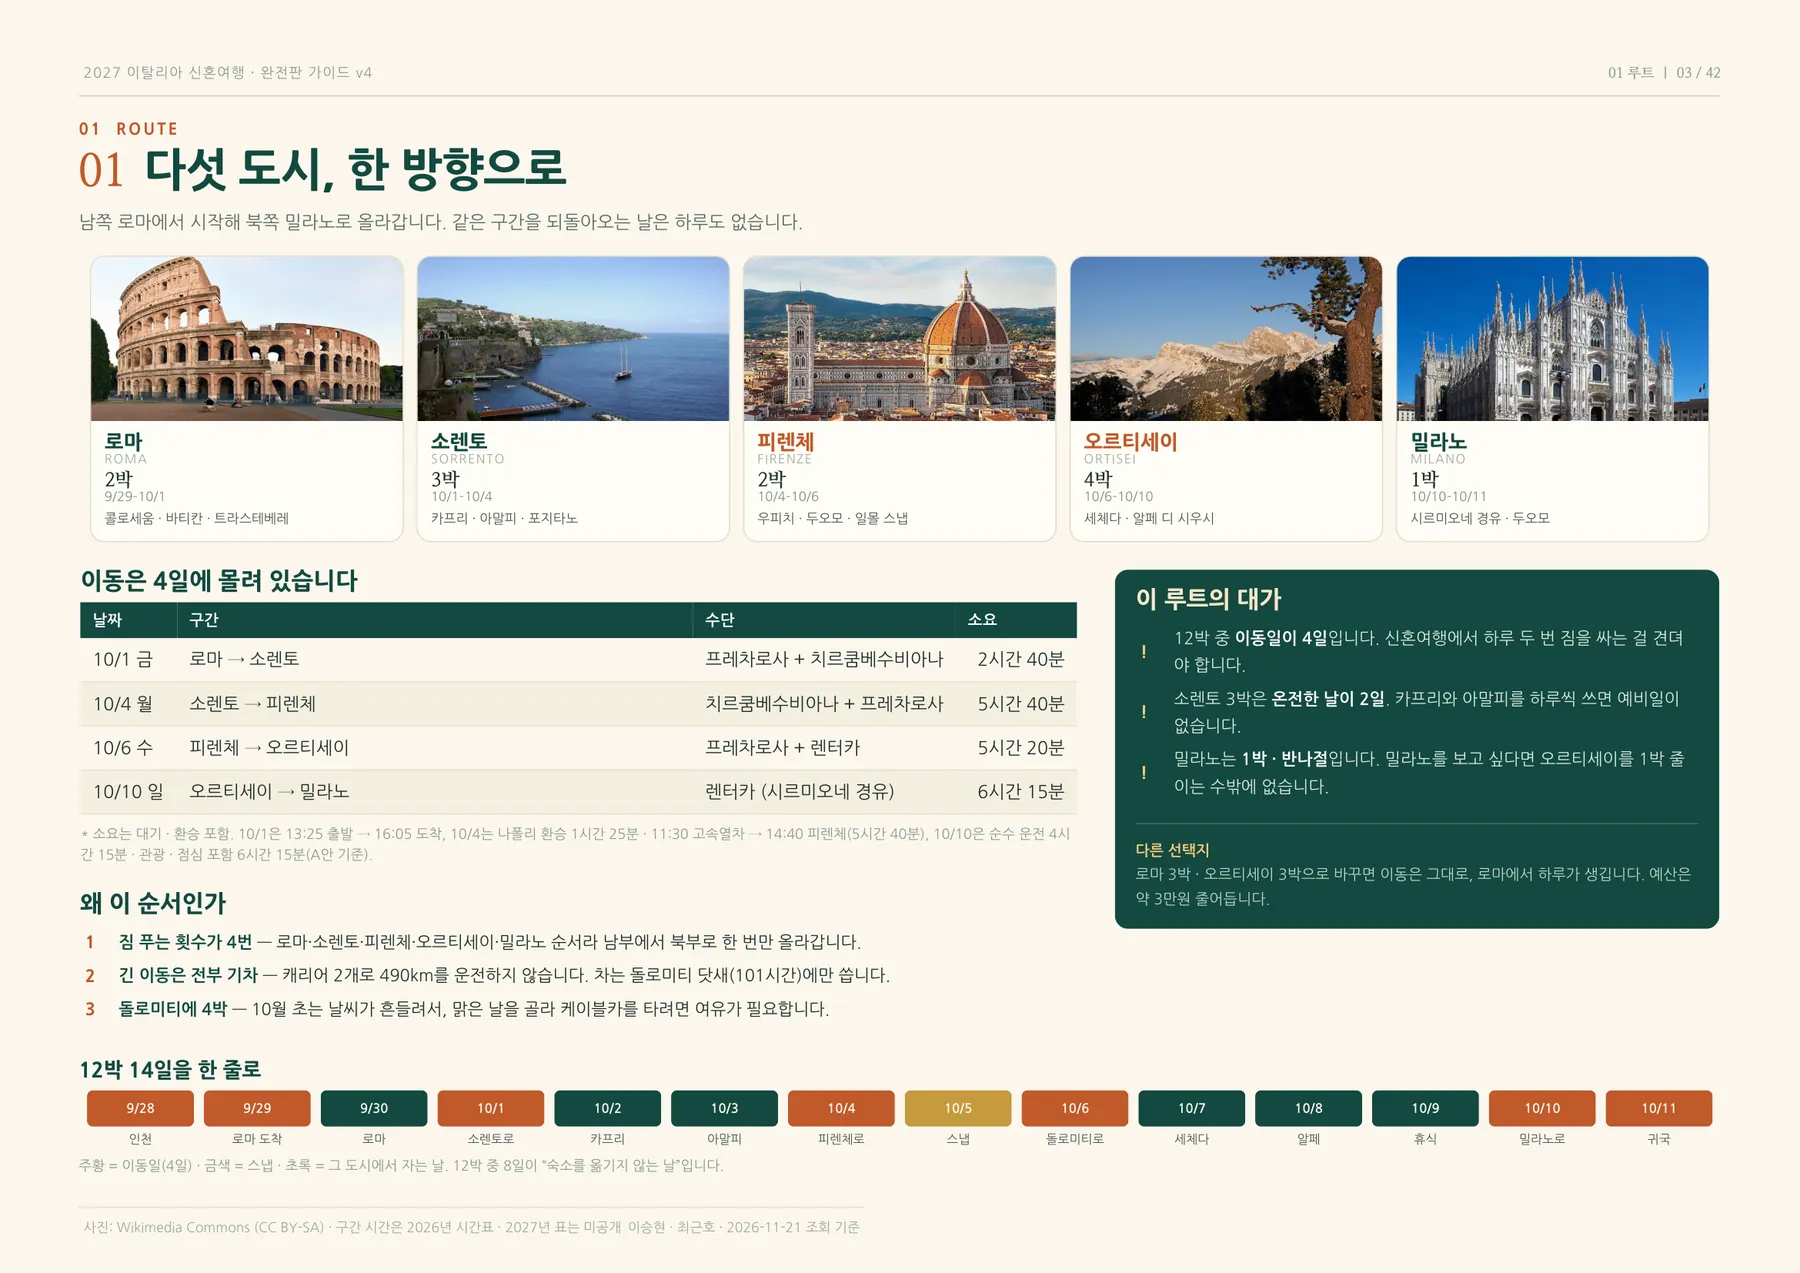 2027 이탈리아 신혼여행 · 완전판 가이드 v4
01 루트 | 03 / 42
01 ROUTE
01 다섯 도시, 한 방향으로
남쪽 로마에서 시작해 북쪽 밀라노로 올라갑니다. 같은 구간을 되돌아오는 날은 하루도 없습니다.
로마
ROMA
2박
9/29-10/1
콜로세움 · 바티칸 · 트라스테베레
소렌토
SORRENTO
3박
10/1-10/4
카프리 · 아말피 · 포지타노
피렌체
FIRENZE
2박
10/4-10/6
우피치 · 두오모 · 일몰 스냅
오르티세이
ORTISEI
4박
10/6-10/10
세체다 · 알페 디 시우시
밀라노
MILANO
1박
10/10-10/11
시르미오네 경유 · 두오모
이동은 4일에 몰려 있습니다
날짜 구간 수단 소요
10/1 금 로마 → 소렌토 프레차로사 + 치르쿰베수비아나 2시간 40분
10/4 월 소렌토 → 피렌체 치르쿰베수비아나 + 프레차로사 5시간 40분
10/6 수 피렌체 → 오르티세이 프레차로사 + 렌터카 5시간 20분
10/10 일 오르티세이 → 밀라노 렌터카 (시르미오네 경유) 6시간 15분
* 소요는 대기 · 환승 포함. 10/1은 13:25 출발 → 16:05 도착, 10/4는 나폴리 환승 1시간 25분 · 11:30 고속열차 → 14:40 피렌체(5시간 40분), 10/10은 순수 운전 4시
간 15분 · 관광 · 점심 포함 6시간 15분(A안 기준).
이 루트의 대가
! 12박 중 이동일이 4일입니다. 신혼여행에서 하루 두 번 짐을 싸는 걸 견뎌
야 합니다.
! 소렌토 3박은 온전한 날이 2일. 카프리와 아말피를 하루씩 쓰면 예비일이
없습니다.
! 밀라노는 1박 · 반나절입니다. 밀라노를 보고 싶다면 오르티세이를 1박 줄
이는 수밖에 없습니다.
다른 선택지
로마 3박 · 오르티세이 3박으로 바꾸면 이동은 그대로, 로마에서 하루가 생깁니다. 예산은
약 3만원 줄어듭니다.
왜 이 순서인가
1 짐 푸는 횟수가 4번 — 로마·소렌토·피렌체·오르티세이·밀라노 순서라 남부에서 북부로 한 번만 올라갑니다.
2 긴 이동은 전부 기차 — 캐리어 2개로 490km를 운전하지 않습니다. 차는 돌로미티 닷새(101시간)에만 씁니다.
3 돌로미티에 4박 — 10월 초는 날씨가 흔들려서, 맑은 날을 골라 케이블카를 타려면 여유가 필요합니다.
12박 14일을 한 줄로
9/28 9/29 9/30 10/1 10/2 10/3 10/4 10/5 10/6 10/7 10/8 10/9 10/10 10/11
인천 로마 도착 로마 소렌토로 카프리 아말피 피렌체로 스냅 돌로미티로 세체다 알페 휴식 밀라노로 귀국
주황 = 이동일(4일) · 금색 = 스냅 · 초록 = 그 도시에서 자는 날. 12박 중 8일이 "숙소를 옮기지 않는 날"입니다.
사진: Wikimedia Commons (CC BY-SA) · 구간 시간은 2026년 시간표 · 2027년 표는 미공개 이승현 · 최근호 · 2026-11-21 조회 기준